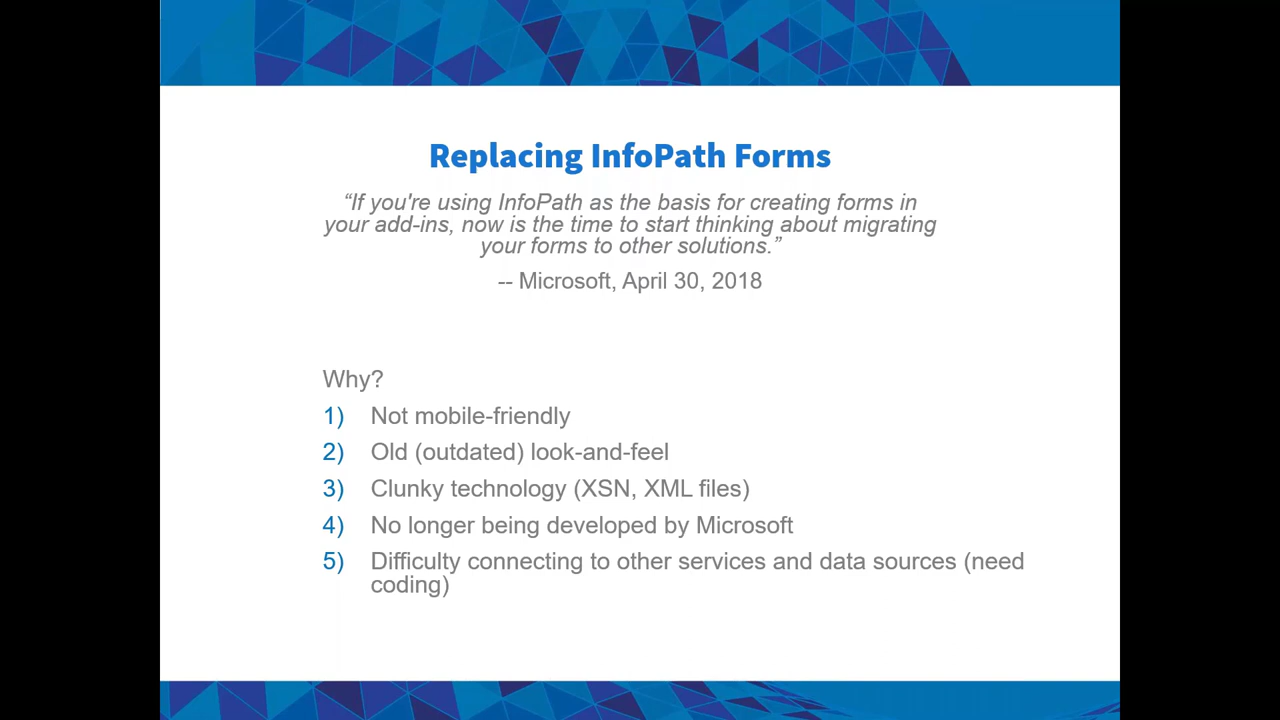 Replacing InfoPath Forms
“If you're using InfoPath as the basis for creating forms in
your add-ins, now is the time to start thinking about migrating
your forms to other solutions.”
-- Microsoft, April 30, 2018
Why?
1) Not mobile-friendly
2) Old (outdated) look-and-feel
3) Clunky technology (XSN, XML files)
4) No longer being developed by Microsoft
5) Difficulty connecting to other services and data sources (need
coding)